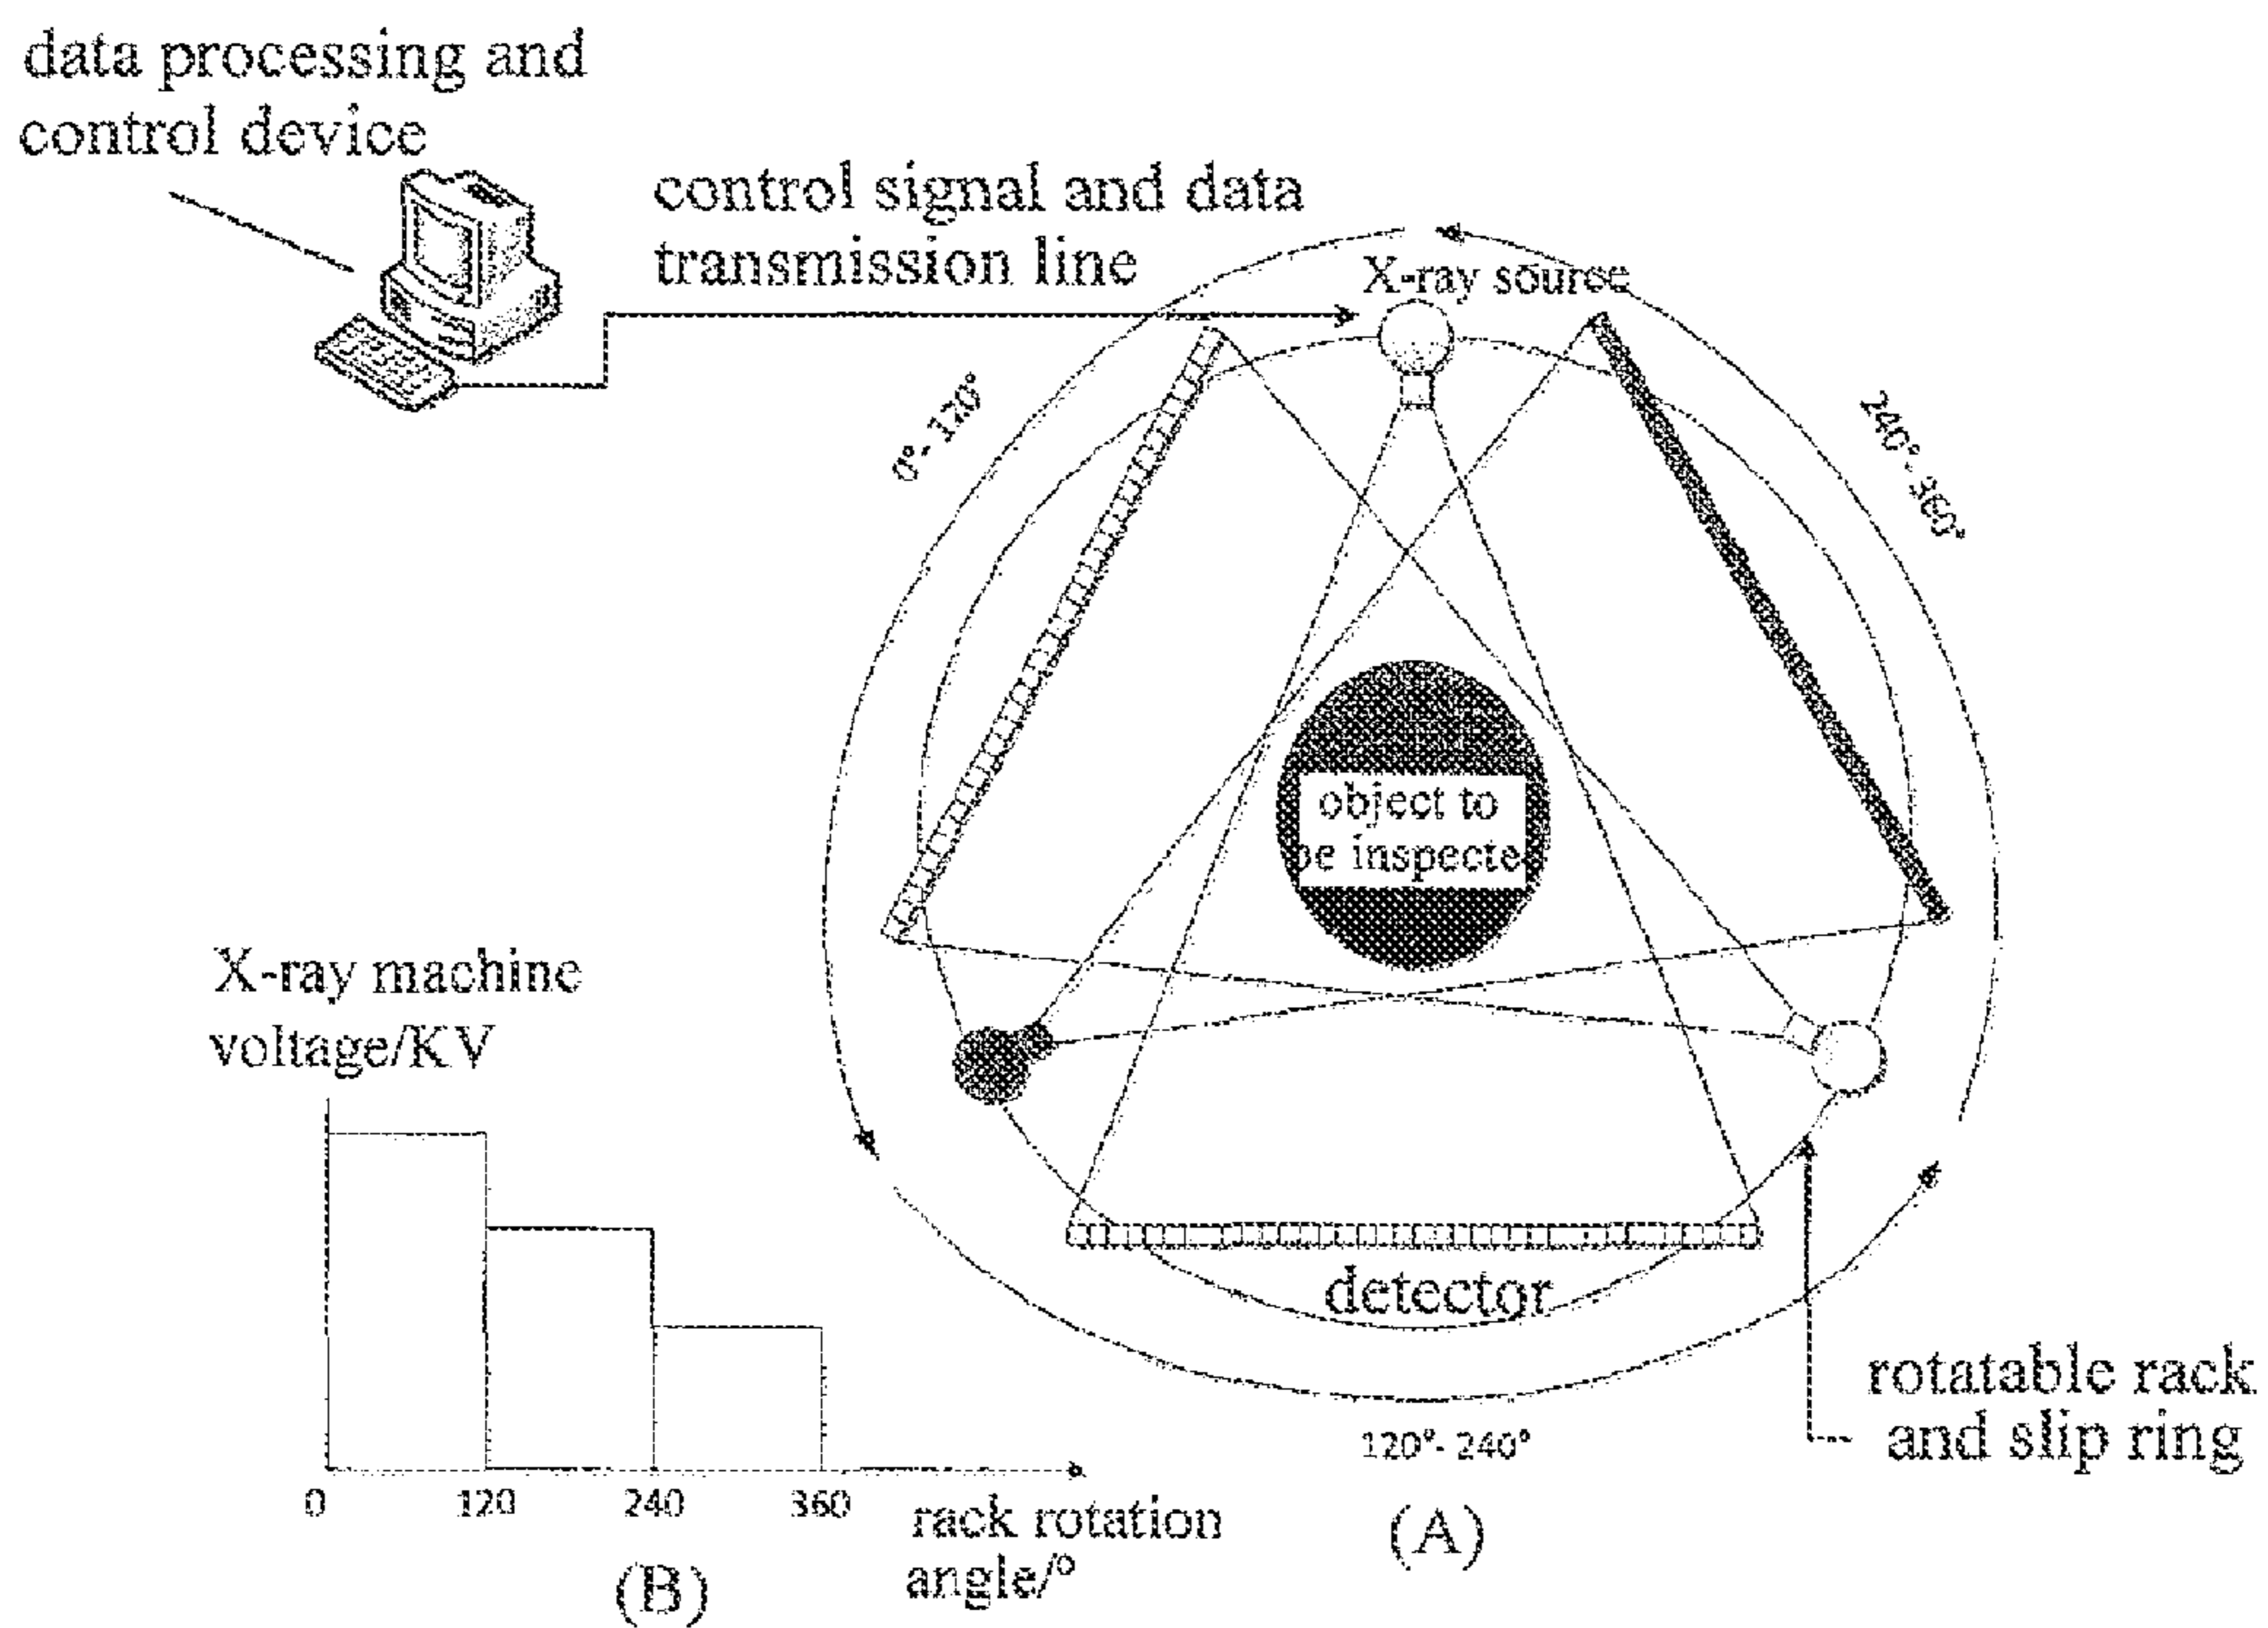 data processing and
control device
control signal and data
transmission line
X-ray source
0°- 120°
240°- 360°
object to
be inspecte
X-ray machine
voltage/KV
detector
rotatable rack
and slip ring
120°- 240°
(A)
0 120 240 360
rack rotation
angle/°
(B)